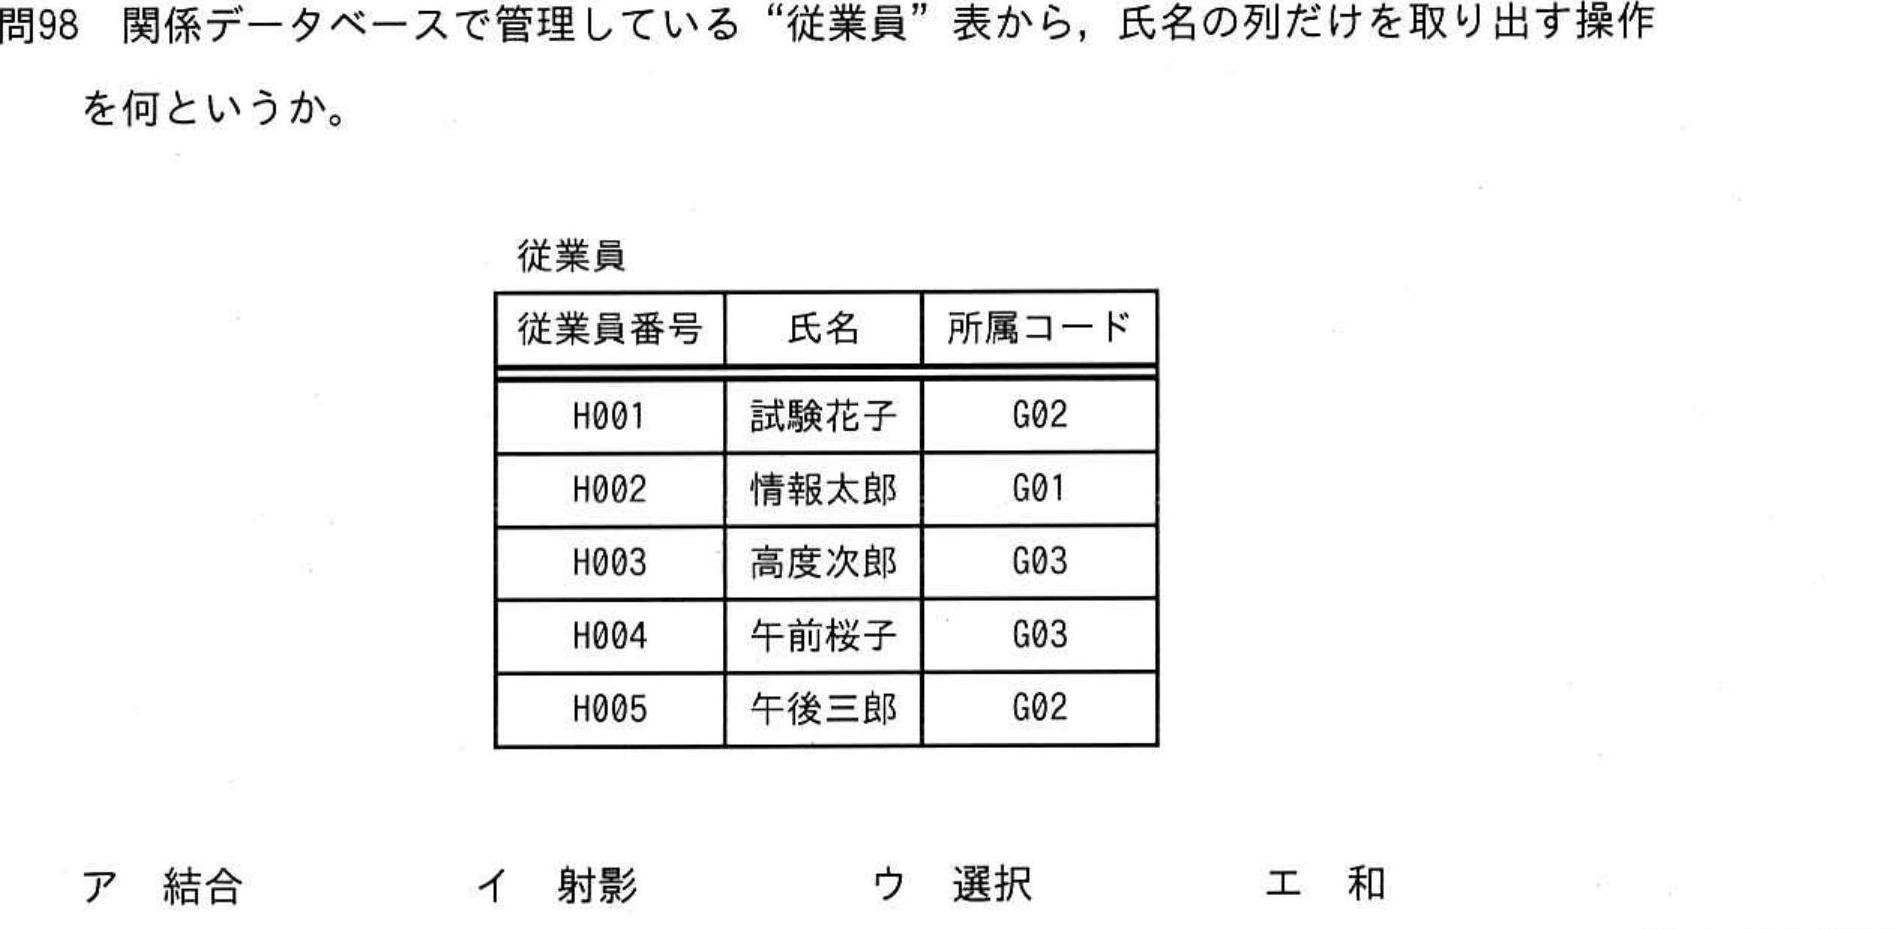 問98 関係データベースで管理している“従業員”表から，氏名の列だけを取り出す操作
を何というか。
従業員
従業員番号 氏名 所属コード
H001 試験花子 G02
H002 情報太郎 G01
H003 高度次郎 G03
H004 午前桜子 G03
H005 午後三郎 G02
ア 結合 イ 射影 ウ 選択 エ 和